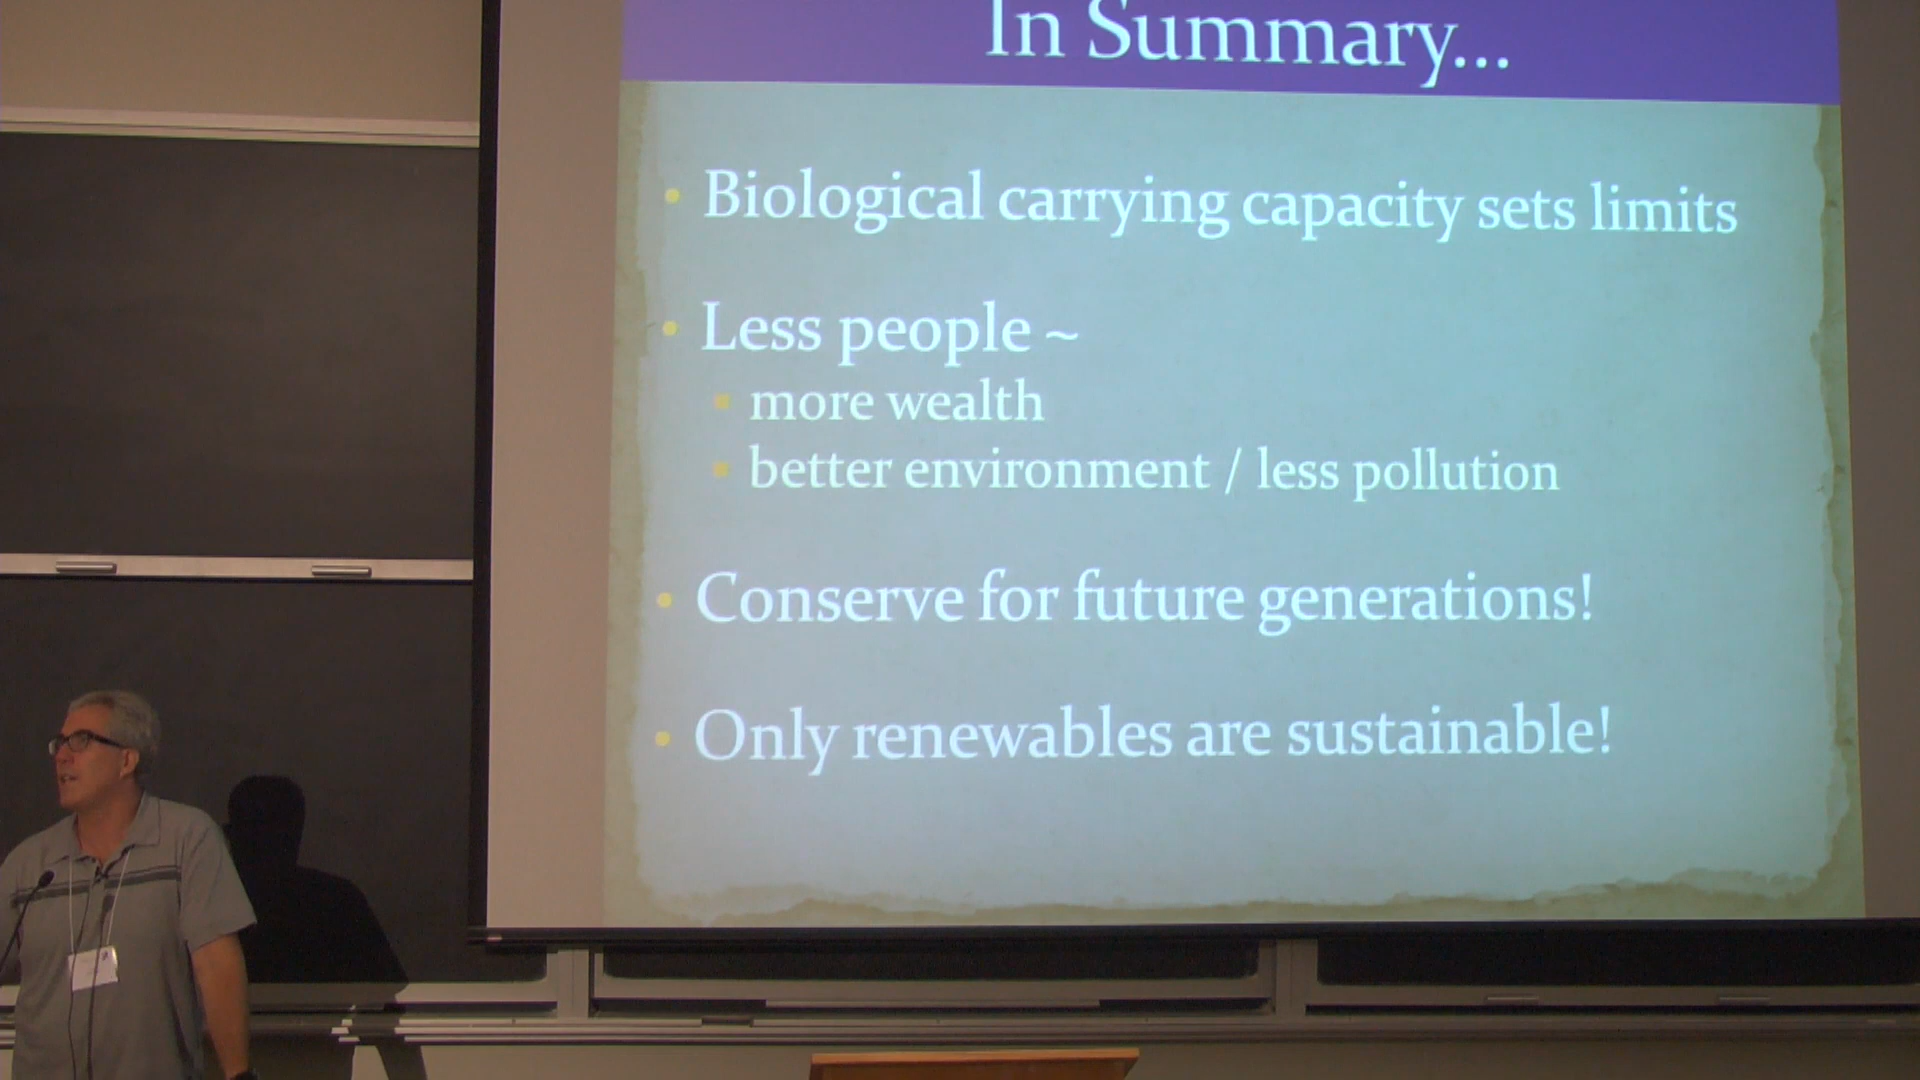 In Summary...
• Biological carrying capacity sets limits
• Less people ~
▪ more wealth
▪ better environment / less pollution
• Conserve for future generations!
• Only renewables are sustainable!